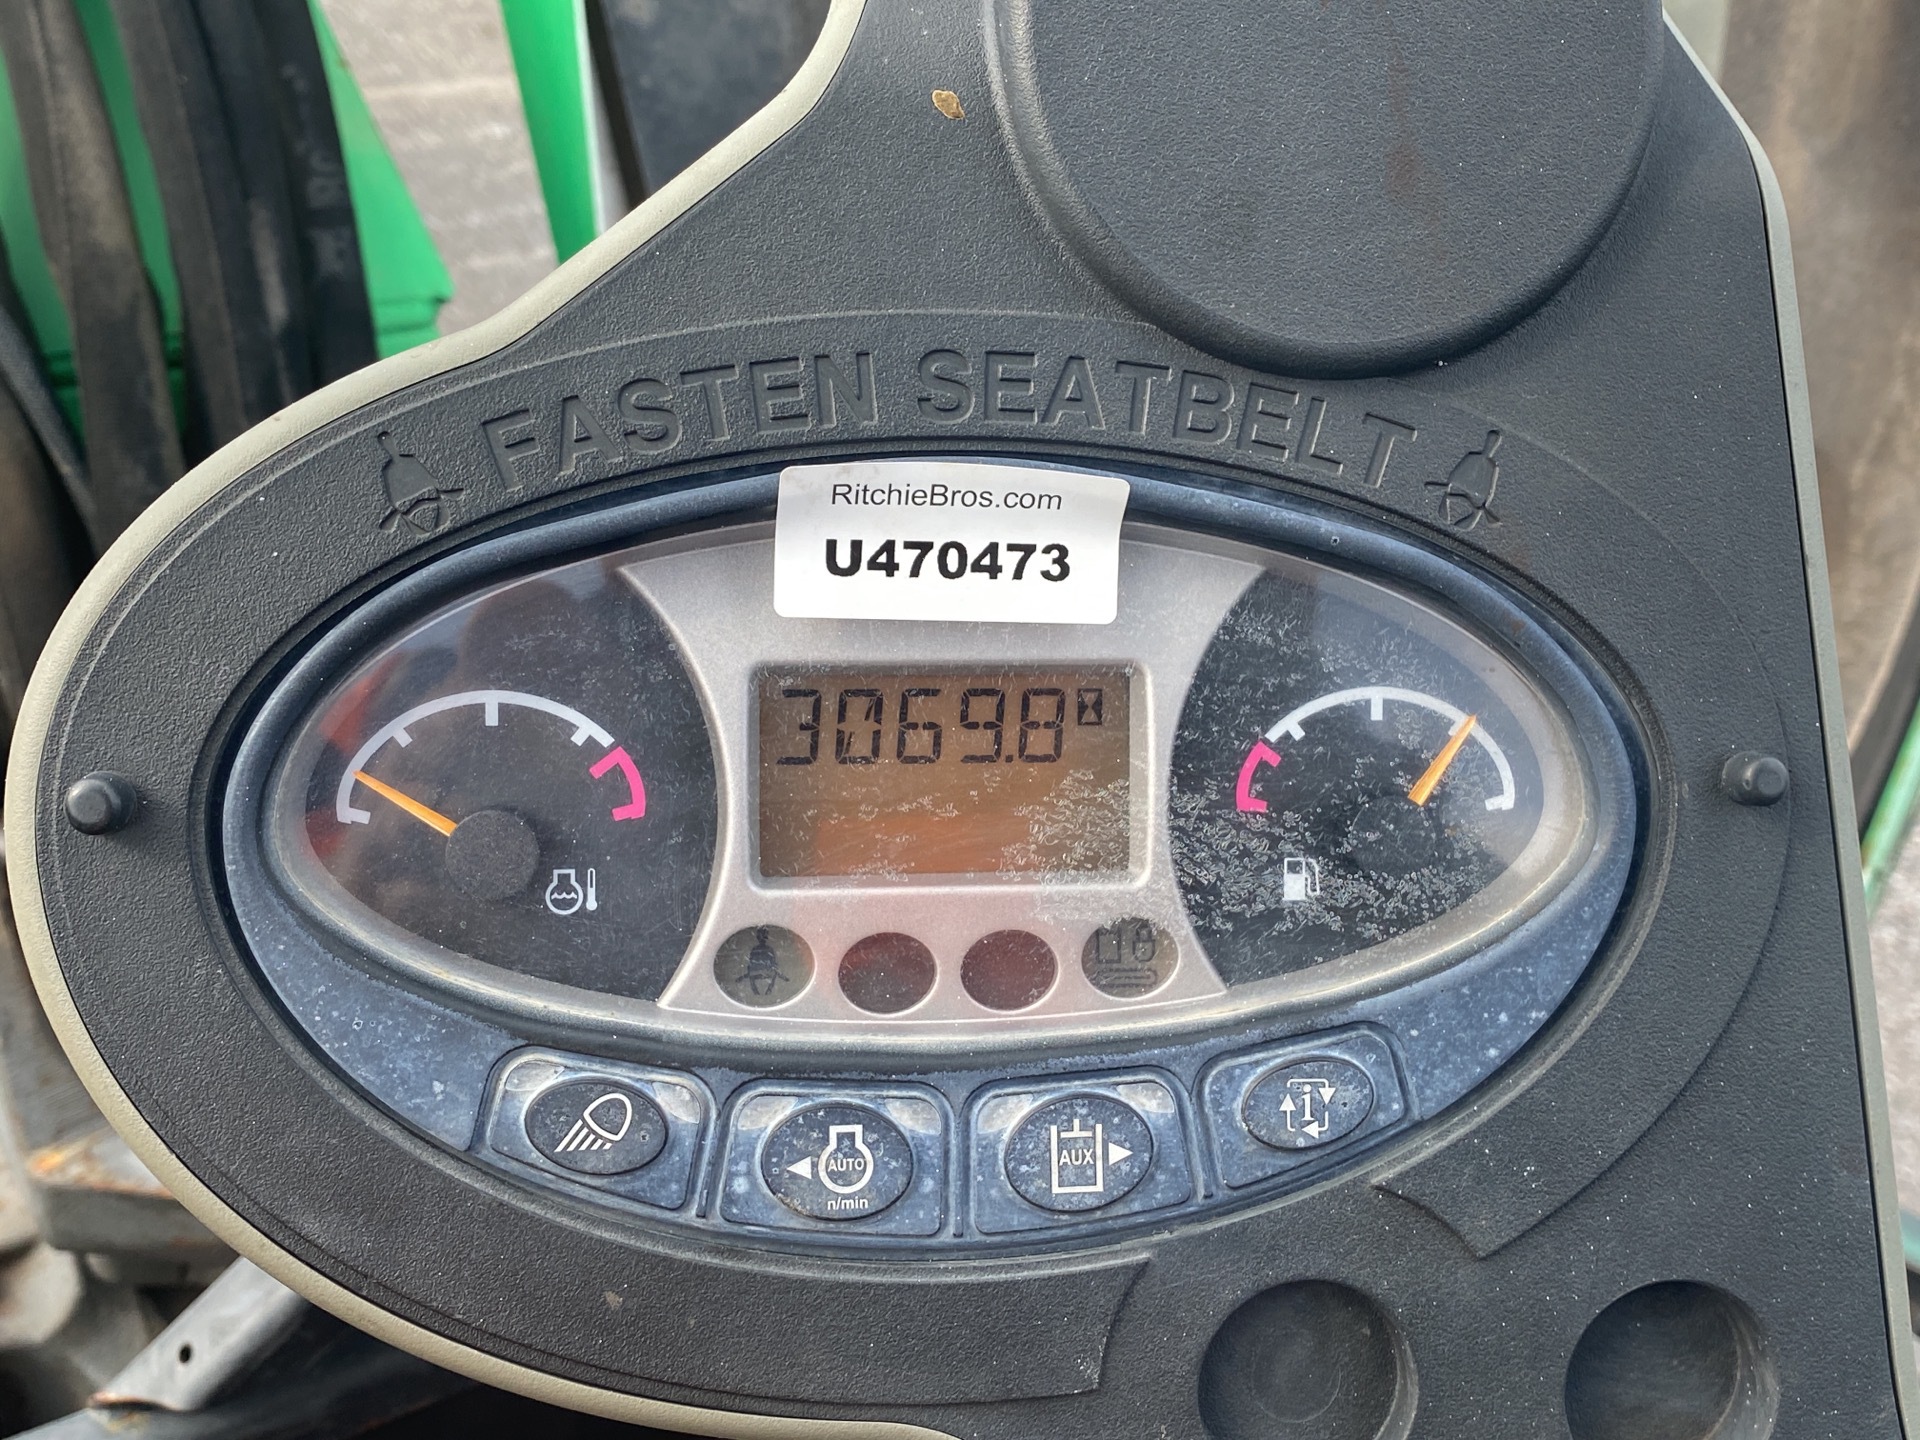 FASTEN SEATBELT
RitchieBros.com
U470473
3069.8
AUTO
n/min
AUX
i